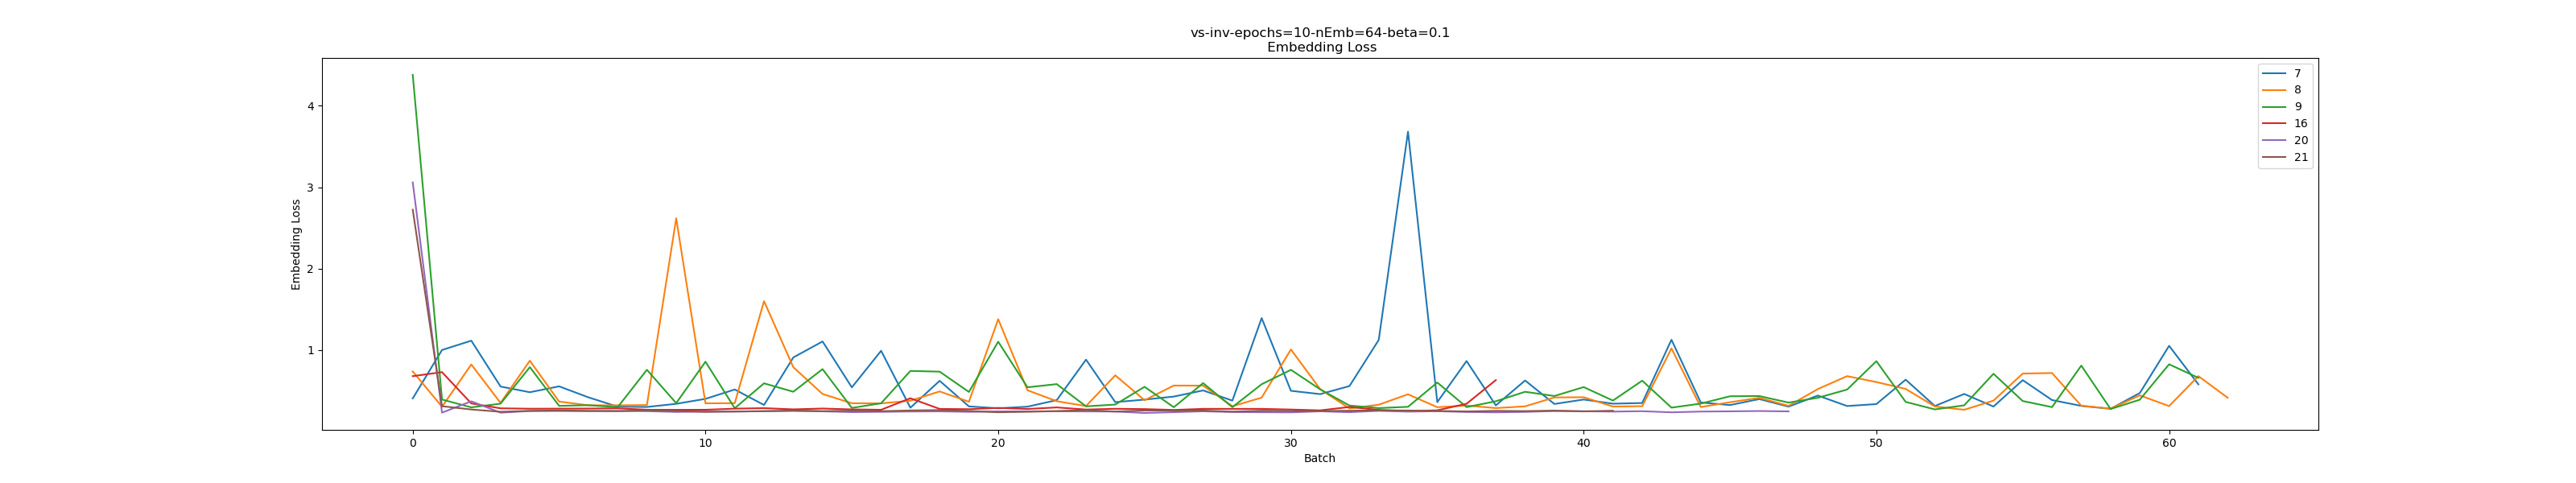 vs-inv-epochs=10-nEmb=64-beta=0.1
Embedding Loss
7
8
9
16
20
21
Embedding Loss
4
3
2
1
0 10 20 30 40 50 60
Batch